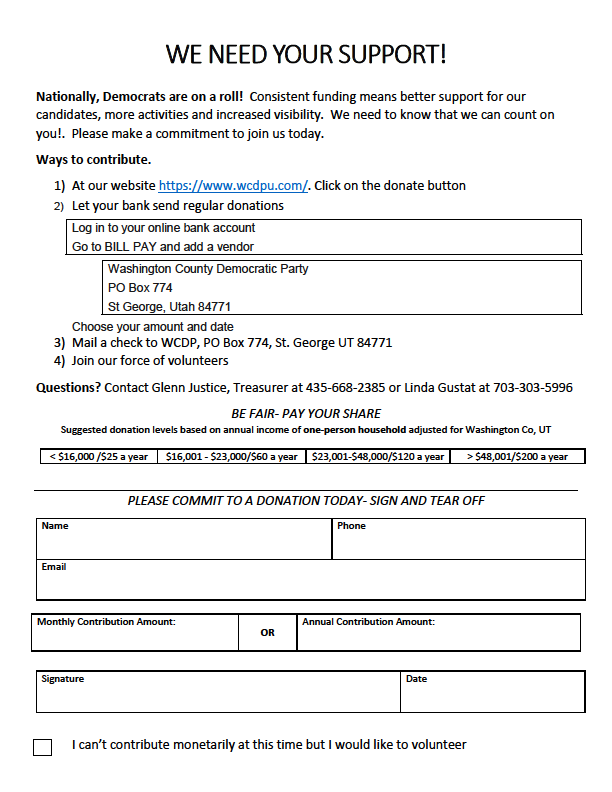 WE NEED YOUR SUPPORT!
Nationally, Democrats are on a roll! Consistent funding means better support for our
candidates, more activities and increased visibility. We need to know that we can count on
you!. Please make a commitment to join us today.
Ways to contribute.
1) At our website https://www.wcdpu.com/. Click on the donate button
2) Let your bank send regular donations
Log in to your online bank account
Go to BILL PAY and add a vendor
Washington County Democratic Party
PO Box 774
St George, Utah 84771
Choose your amount and date
3) Mail a check to WCDP, PO Box 774, St. George UT 84771
4) Join our force of volunteers
Questions? Contact Glenn Justice, Treasurer at 435-668-2385 or Linda Gustat at 703-303-5996
BE FAIR- PAY YOUR SHARE
Suggested donation levels based on annual income of one-person household adjusted for Washington Co, UT
< $16,000 /$25 a year $16,001 - $23,000/$60 a year $23,001-$48,000/$120 a year > $48,001/$200 a year
PLEASE COMMIT TO A DONATION TODAY- SIGN AND TEAR OFF
Name Phone
Email
Monthly Contribution Amount: OR Annual Contribution Amount:
Signature Date
I can't contribute monetarily at this time but I would like to volunteer